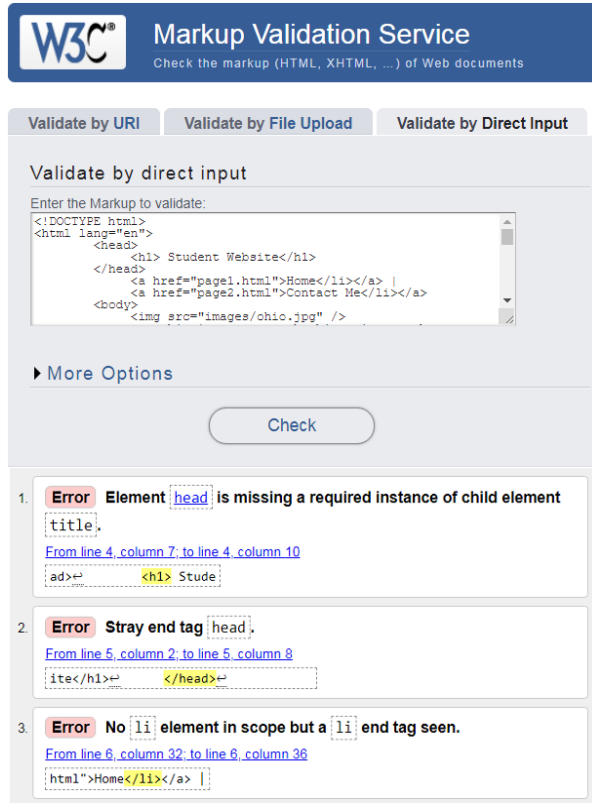 W3C®
Markup Validation Service
Check the markup (HTML, XHTML, …) of Web documents
Validate by URI Validate by File Upload Validate by Direct Input
Validate by direct input
Enter the Markup to validate:
<!DOCTYPE html>
<html lang="en">
<head>
<h1> Student Website</h1>
</head>
<a href="page1.html">Home</li></a> |
<a href="page2.html">Contact Me</li></a>
<body>
<img src="images/ohio.jpg" />
More Options
Check
1. Error Element head is missing a required instance of child element
title.
From line 4, column 7; to line 4, column 10
ad>↩ <h1> Stude
2. Error Stray end tag head.
From line 5, column 2; to line 5, column 8
ite</h1>↩ </head>↩
3. Error No li element in scope but a li end tag seen.
From line 6, column 32; to line 6, column 36
html">Home</li></a> |